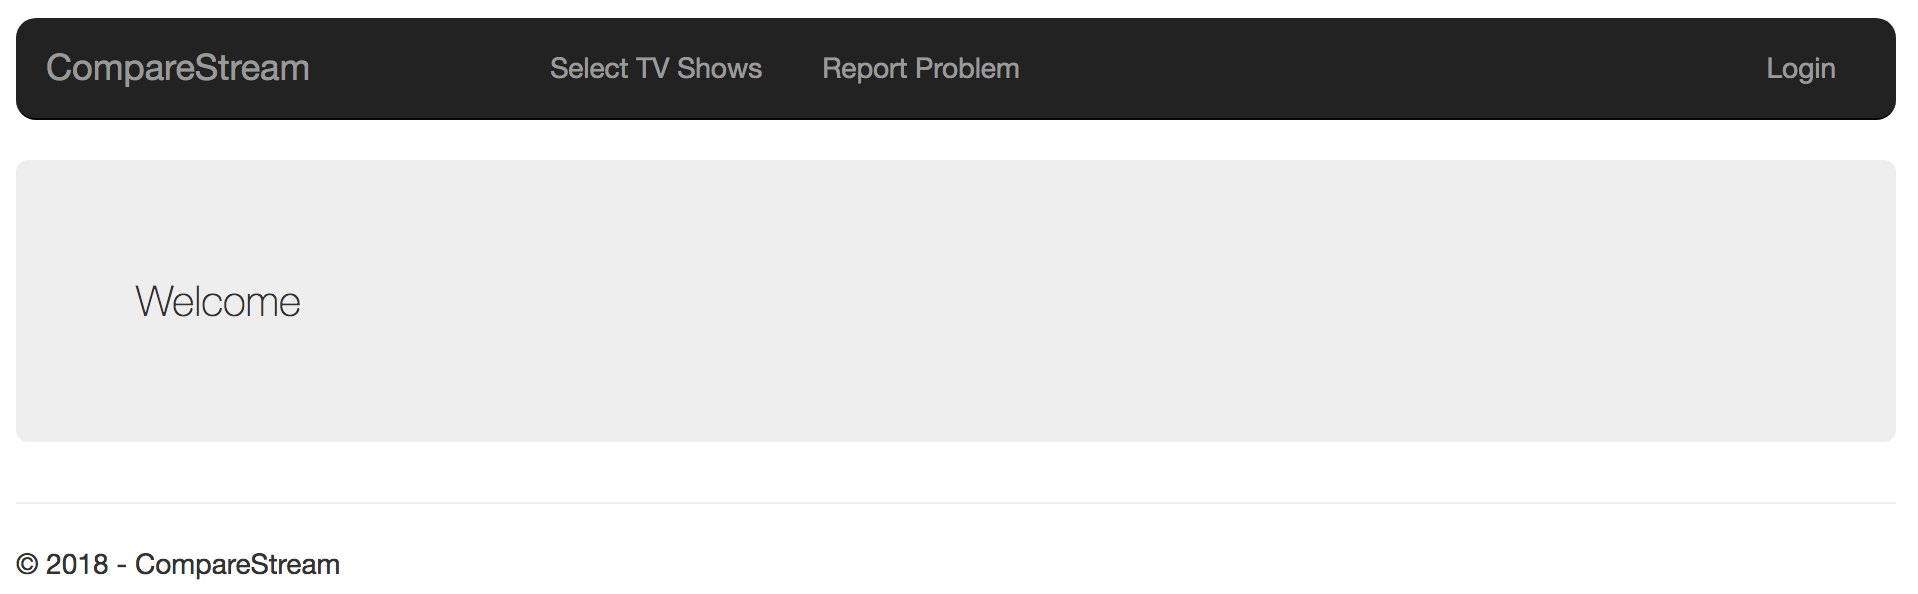 CompareStream Select TV Shows Report Problem Login
Welcome
© 2018 - CompareStream